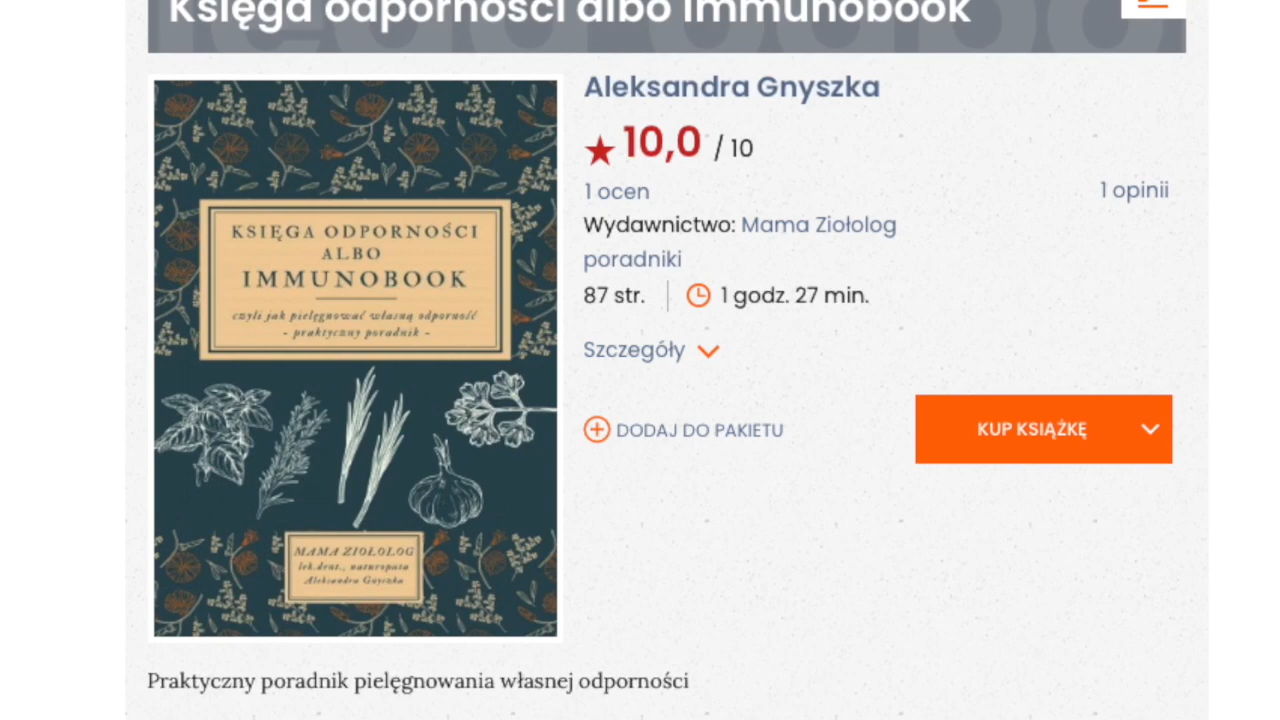 Księga odporności albo Immunobook
KSIĘGA ODPORNOŚCI
ALBO
IMMUNOBOOK
czyli jak pielęgnować własną odporność
- praktyczny poradnik -
MAMA ZIOŁOLOG
lek.dent., naturopata
Aleksandra Gnyszka
Aleksandra Gnyszka
10,0 / 10
1 ocen
1 opinii
Wydawnictwo: Mama Ziołolog
poradniki
87 str. 1 godz. 27 min.
Szczegóły
DODAJ DO PAKIETU
KUP KSIĄŻKĘ
Praktyczny poradnik pielęgnowania własnej odporności